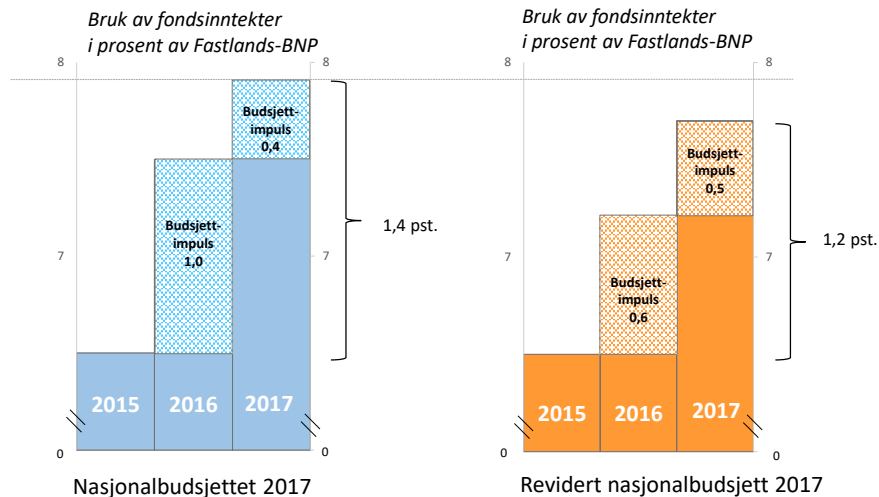 Bruk av fondsinntekter
i prosent av Fastlands-BNP
8
8
Budsjett-
impuls
0,4
Budsjett-
impuls
1,0
1,4 pst.
7
7
2015
2016
2017
0
0
Nasjonalbudsjettet 2017
Bruk av fondsinntekter
i prosent av Fastlands-BNP
8
8
Budsjett-
impuls
0,5
Budsjett-
impuls
0,6
1,2 pst.
7
7
2015
2016
2017
0
0
Revidert nasjonalbudsjett 2017